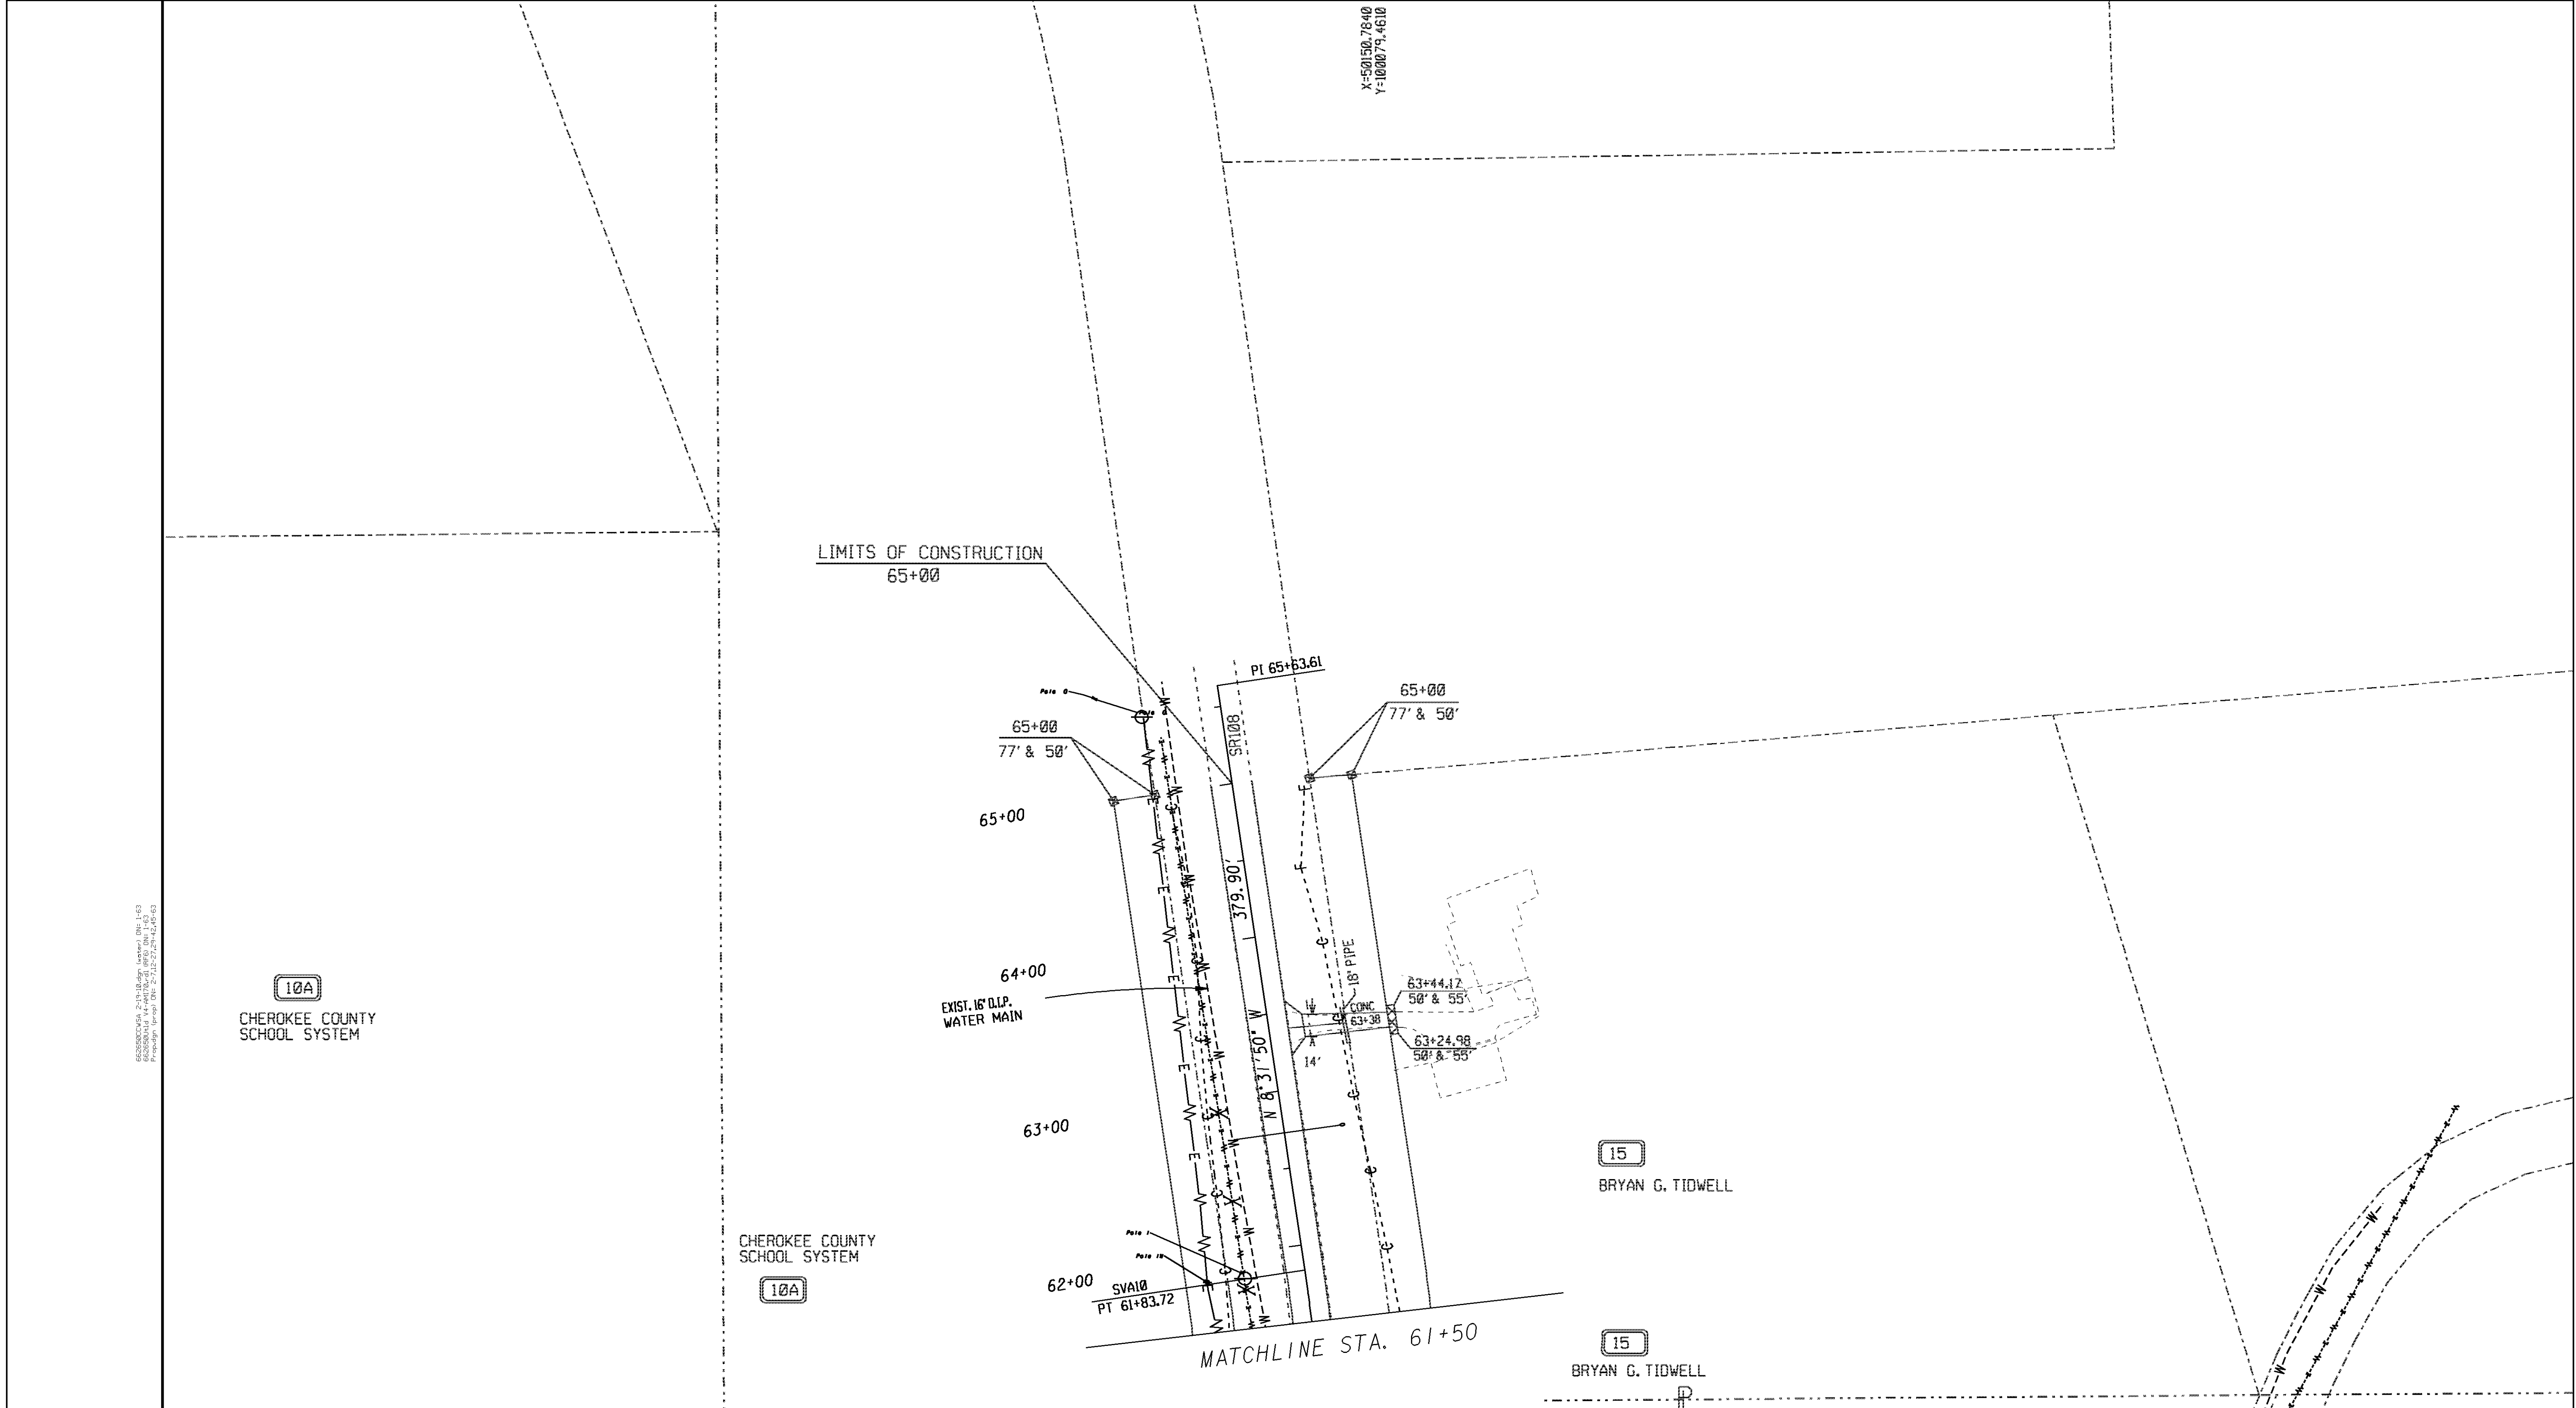 X=50150.7840
Y=1000079.4610
LIMITS OF CONSTRUCTION
65+00
PI 65+63.61
SR108
65+00
77' & 50'
65+00
77' & 50'
65+00
379.90'
18" PIPE
64+00
EXIST. 16" D.I.P.
WATER MAIN
CONC
63+38
63+44.17
50' & 55'
63+24.98
50' & 55'
14'
N 8°31'50" W
63+00
10A
CHEROKEE COUNTY
SCHOOL SYSTEM
15
BRYAN G. TIDWELL
CHEROKEE COUNTY
SCHOOL SYSTEM
10A
62+00
SVA10
PT 61+83.72
MATCHLINE STA. 61+50
15
BRYAN G. TIDWELL